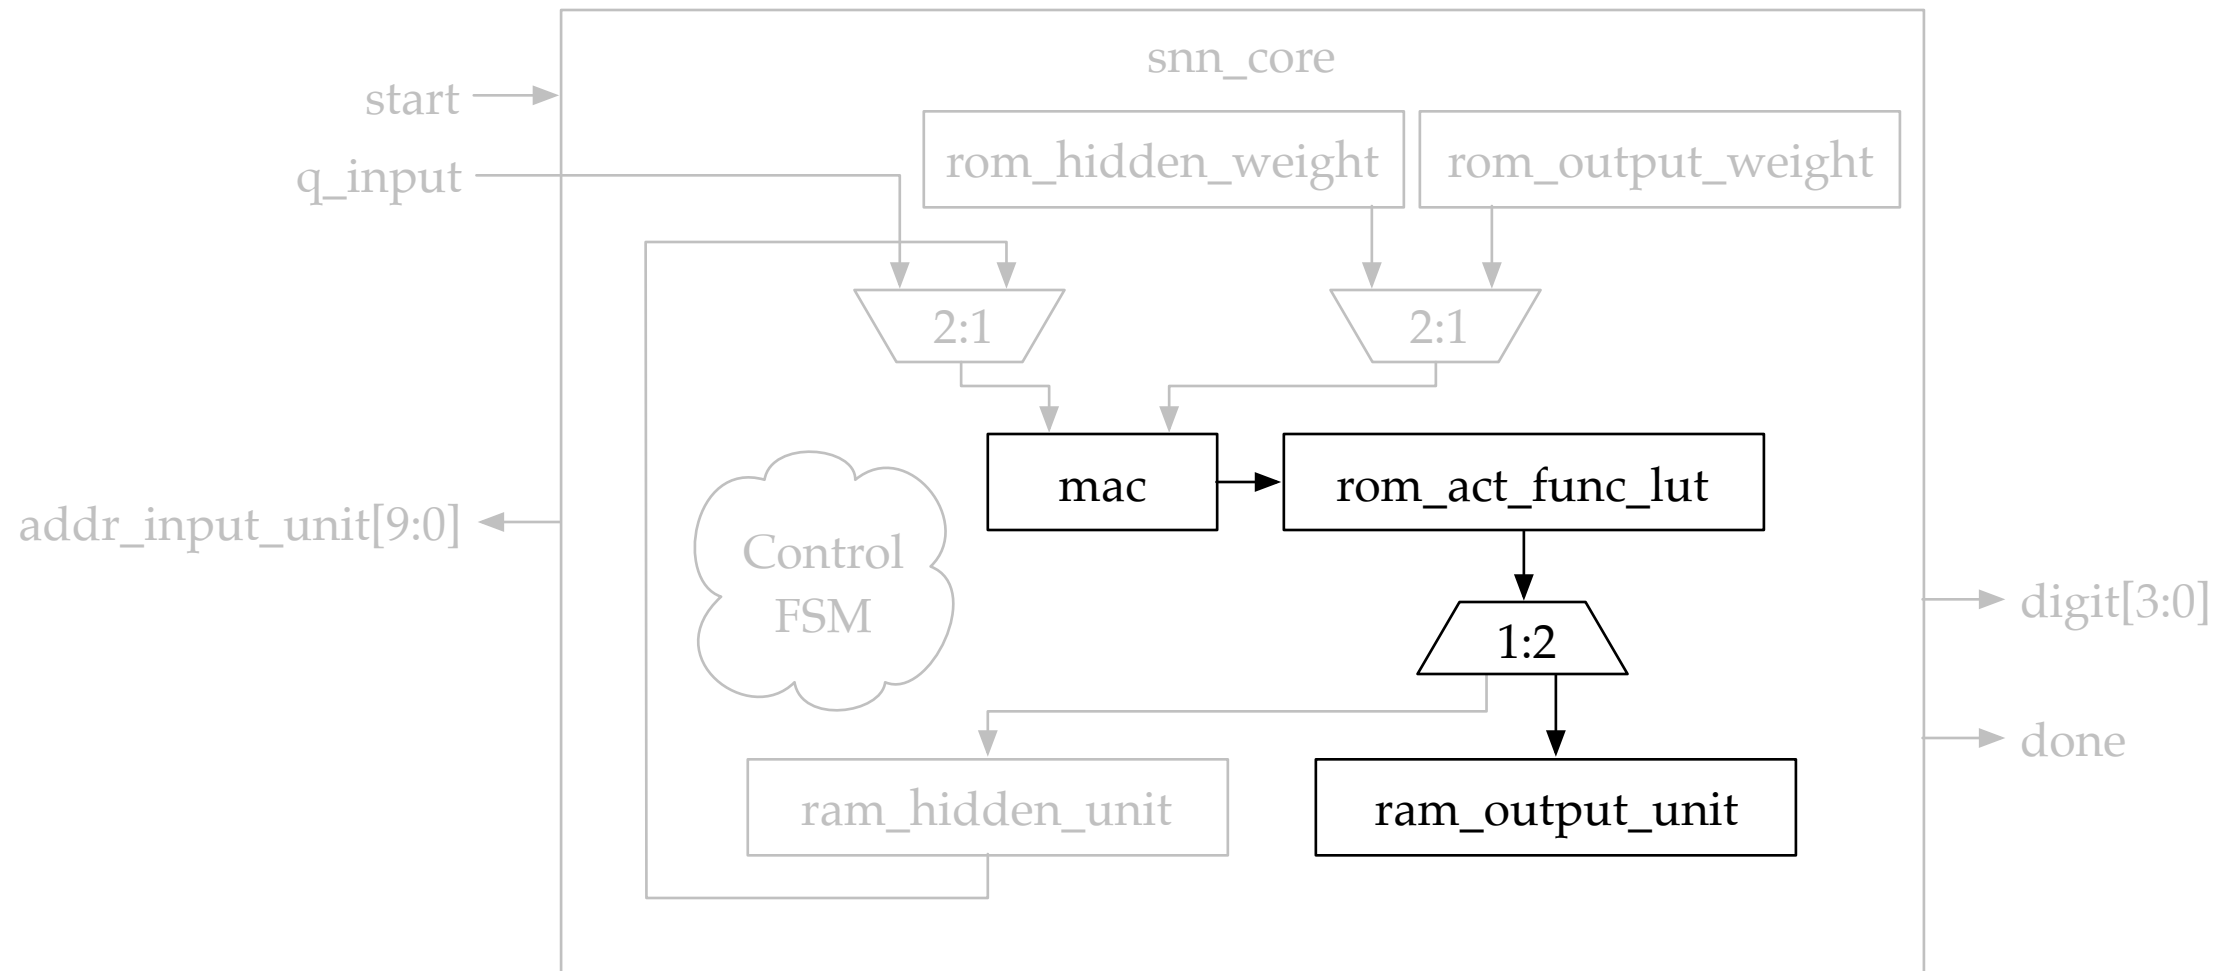 snn_core
start
rom_hidden_weight
rom_output_weight
q_input
2:1
2:1
mac
rom_act_func_lut
addr_input_unit[9:0]
Control
FSM
digit[3:0]
1:2
done
ram_hidden_unit
ram_output_unit